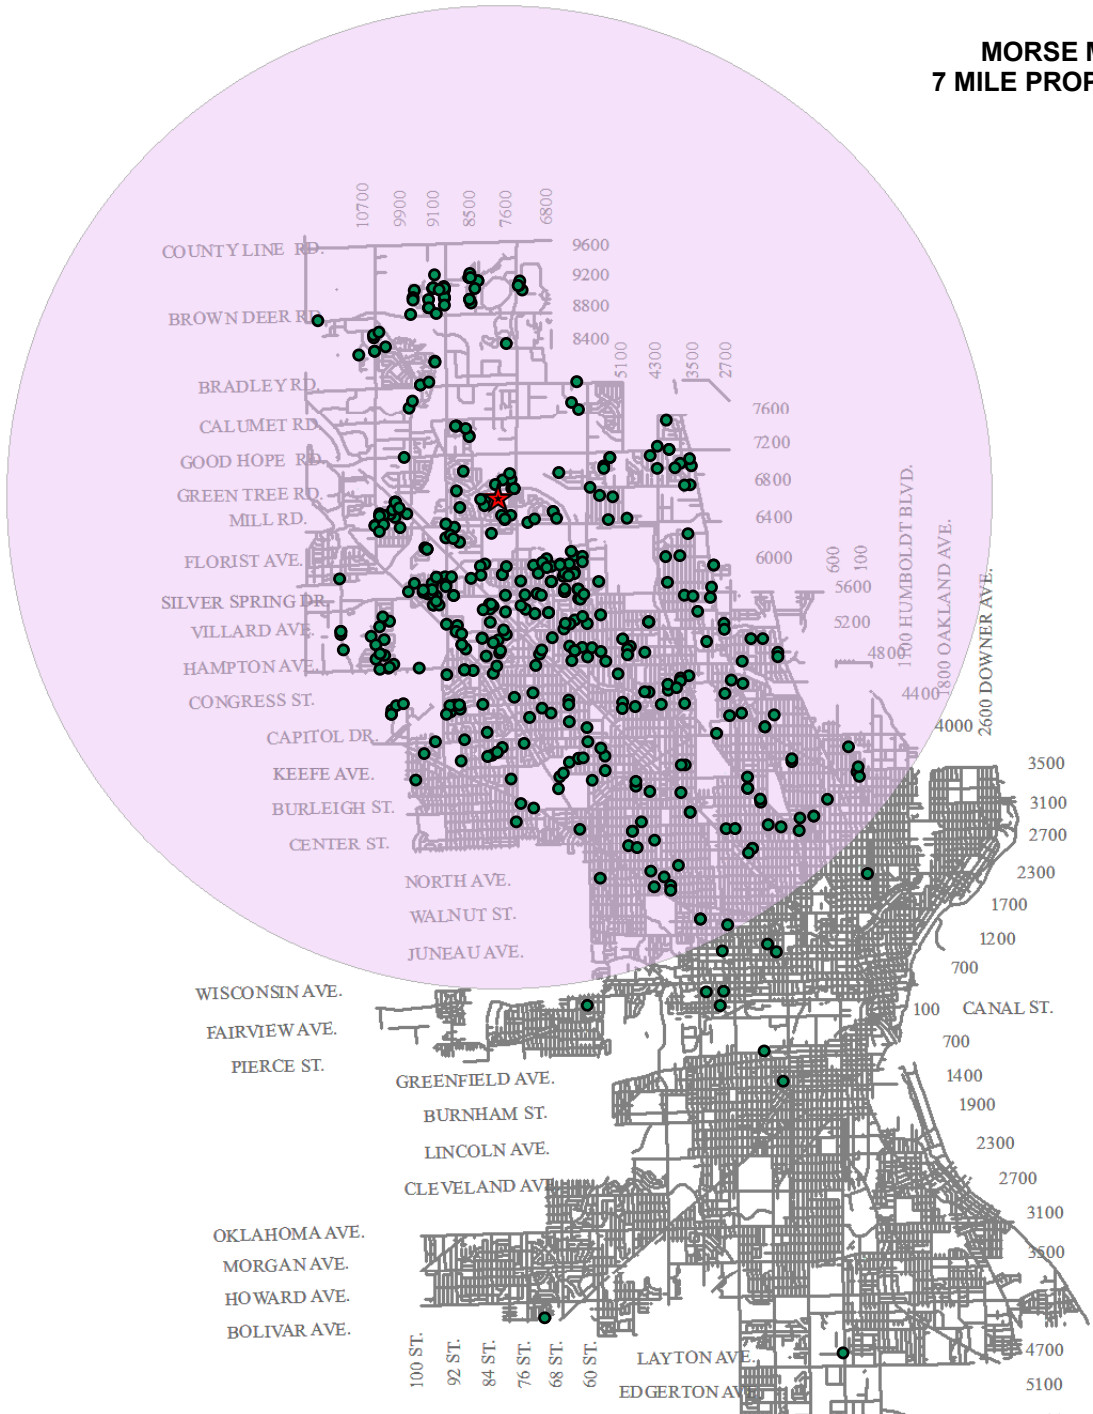 MORSE M
7 MILE PROP
10700
9900
9100
8500
7600
6800
COUNTY LINE RD.
9600
9200
8800
BROWN DEER RD
8400
5100
4300
3500
2700
BRADLEY RD.
7600
CALUMET RD
7200
GOOD HOPE RD.
6800
GREEN TREE RD.
MILL RD.
6400
FLORIST AVE.
6000
600
100
5600
1100 HUMBOLDT BLVD.
1800 OAKLAND AVE.
2600 DOWNER AVE.
SILVER SPRING DR
5200
VILLARD AVE.
4800
HAMPTON AVE.
4400
CONGRESS ST.
4000
CAPITOL DR.
3500
KEEFE AVE.
3100
BURLEIGH ST.
2700
CENTER ST.
2300
NORTH AVE.
1700
WALNUT ST.
1200
JUNEAU AVE.
700
WISCONSIN AVE.
100 CANAL ST.
FAIRVIEW AVE.
700
PIERCE ST.
1400
GREENFIELD AVE.
1900
BURNHAM ST.
2300
LINCOLN AVE.
2700
CLEVELAND AVE
3100
OKLAHOMA AVE.
3500
MORGAN AVE.
HOWARD AVE.
BOLIVAR AVE.
4700
100 ST.
92 ST.
84 ST.
76 ST.
68 ST.
60 ST.
LAYTON AVE.
5100
EDGERTON AVE